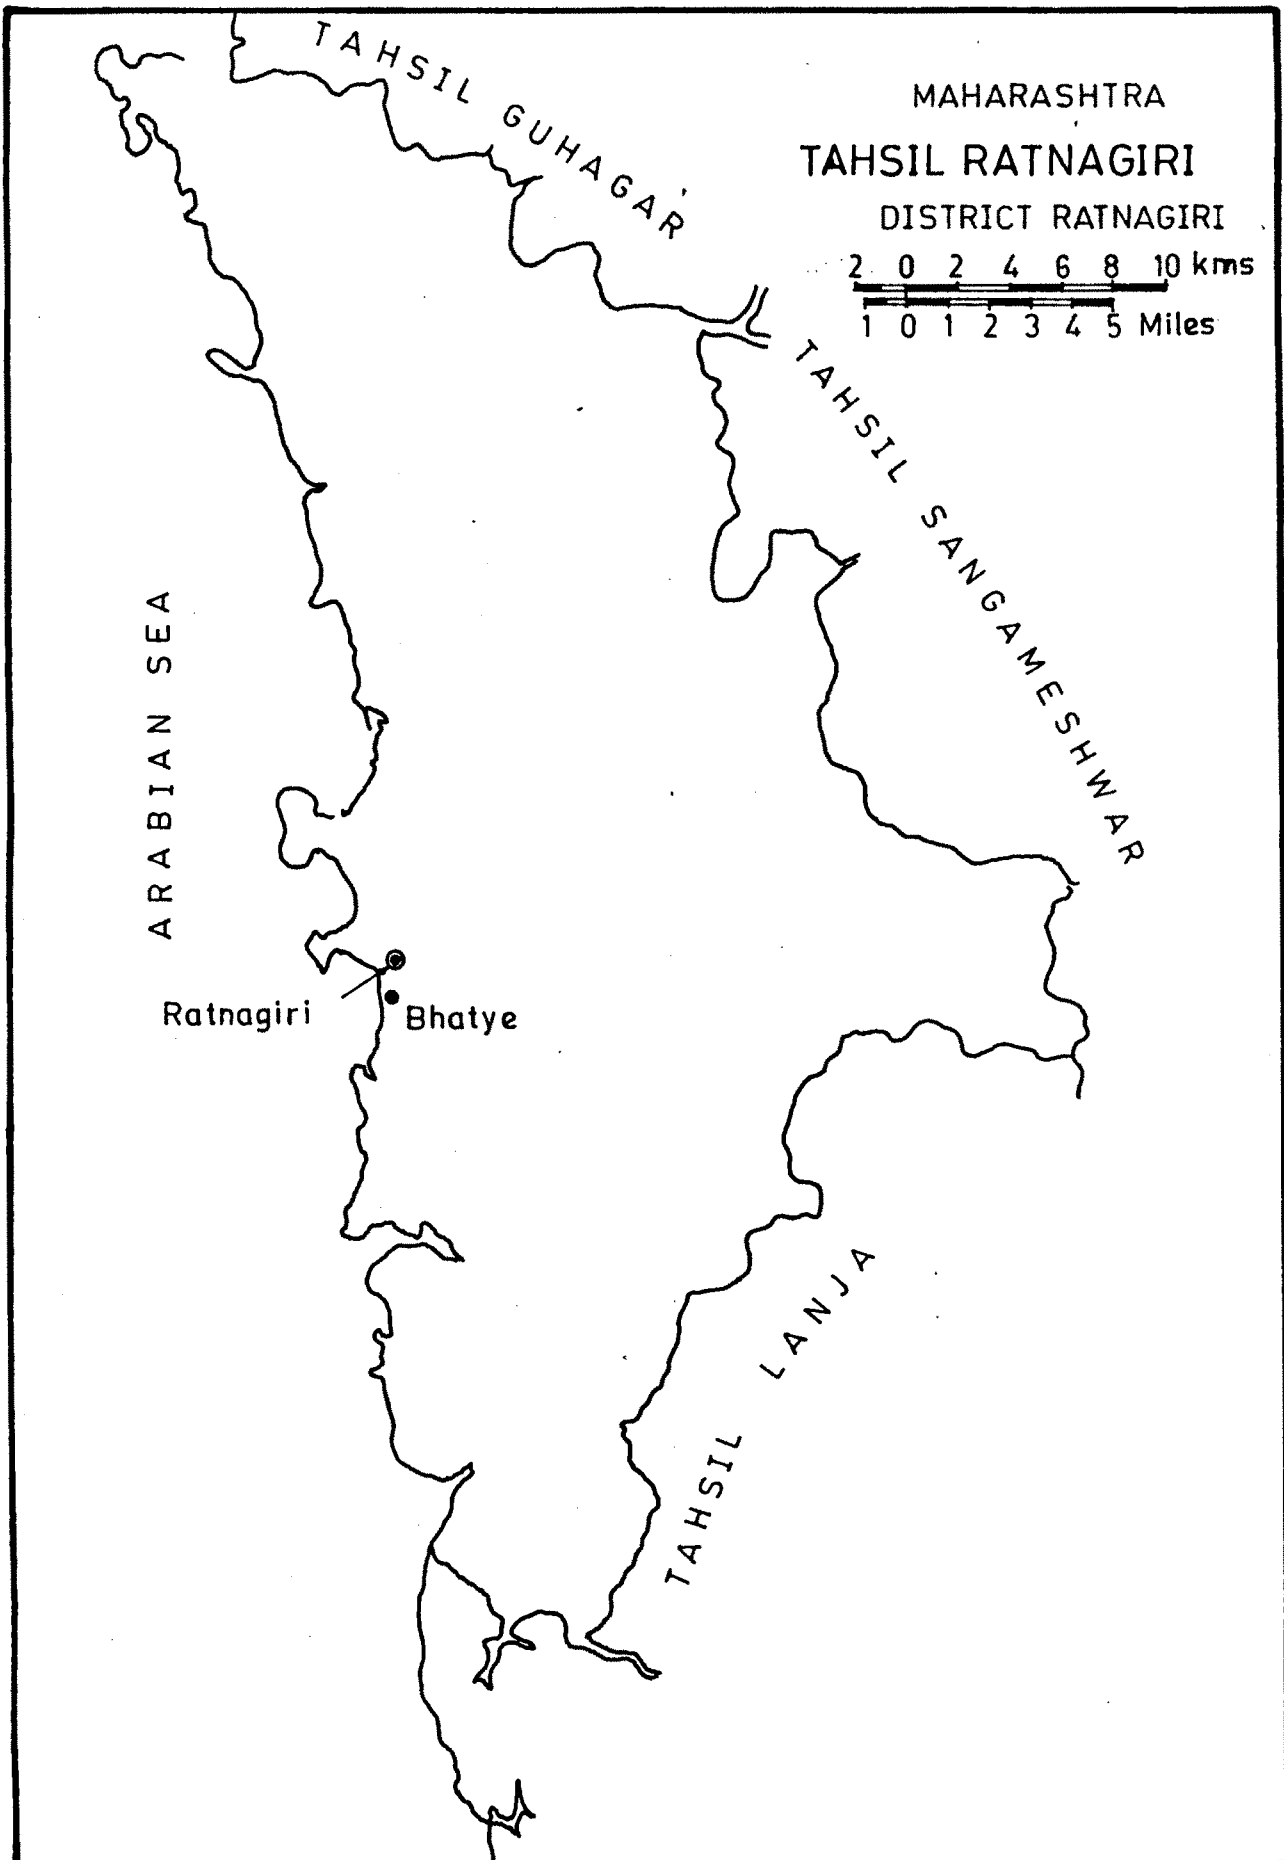 MAHARASHTRA
TAHSIL RATNAGIRI
DISTRICT RATNAGIRI
2 0 2 4 6 8 10 kms
1 0 1 2 3 4 5 Miles
TAHSIL GUHAGAR
TAHSIL SANGAMESHWAR
ARABIAN SEA
Ratnagiri
Bhatye
TAHSIL LANJA